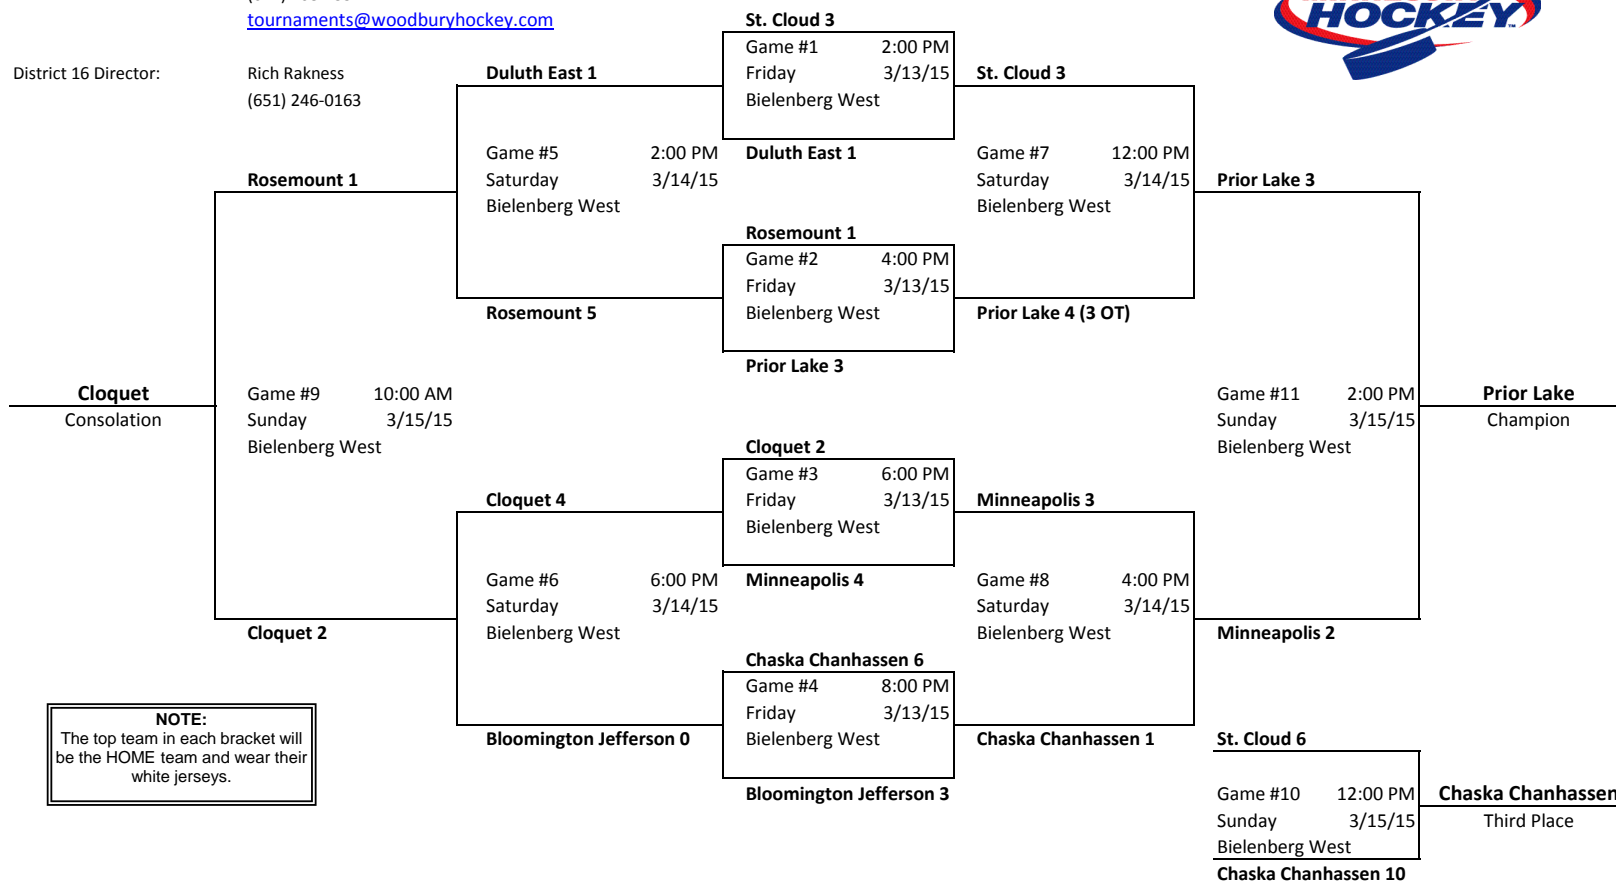 tournaments@woodburyhockey.com
HOCKEY™
District 16 Director: Rich Rakness
(651) 246-0163
St. Cloud 3
Game #1 2:00 PM
Friday 3/13/15
Bielenberg West
Duluth East 1
Duluth East 1
St. Cloud 3
Game #5 2:00 PM
Saturday 3/14/15
Bielenberg West
Game #7 12:00 PM
Saturday 3/14/15
Bielenberg West
Rosemount 1
Prior Lake 3
Rosemount 1
Game #2 4:00 PM
Friday 3/13/15
Bielenberg West
Prior Lake 3
Rosemount 5
Prior Lake 4 (3 OT)
Cloquet
Consolation
Game #9 10:00 AM
Sunday 3/15/15
Bielenberg West
Game #11 2:00 PM
Sunday 3/15/15
Bielenberg West
Prior Lake
Champion
Cloquet 2
Game #3 6:00 PM
Friday 3/13/15
Bielenberg West
Minneapolis 4
Cloquet 4
Minneapolis 3
Game #6 6:00 PM
Saturday 3/14/15
Bielenberg West
Game #8 4:00 PM
Saturday 3/14/15
Bielenberg West
Cloquet 2
Minneapolis 2
Chaska Chanhassen 6
Game #4 8:00 PM
Friday 3/13/15
Bielenberg West
Bloomington Jefferson 3
Bloomington Jefferson 0
Chaska Chanhassen 1
NOTE:
The top team in each bracket will
be the HOME team and wear their
white jerseys.
St. Cloud 6
Game #10 12:00 PM
Sunday 3/15/15
Bielenberg West
Chaska Chanhassen 10
Chaska Chanhassen
Third Place